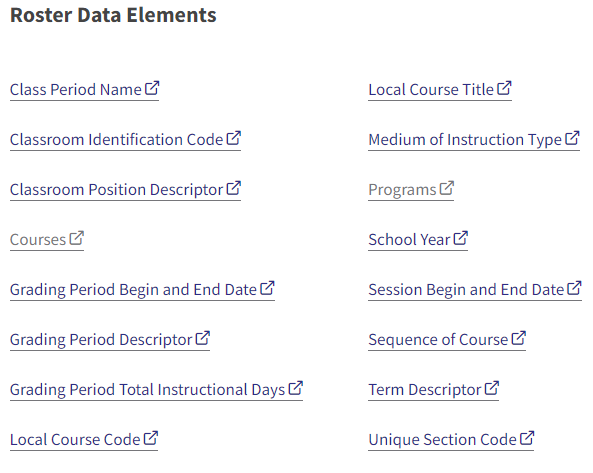 Roster Data Elements
Class Period Name
Classroom Identification Code
Classroom Position Descriptor
Courses
Grading Period Begin and End Date
Grading Period Descriptor
Grading Period Total Instructional Days
Local Course Code
Local Course Title
Medium of Instruction Type
Programs
School Year
Session Begin and End Date
Sequence of Course
Term Descriptor
Unique Section Code